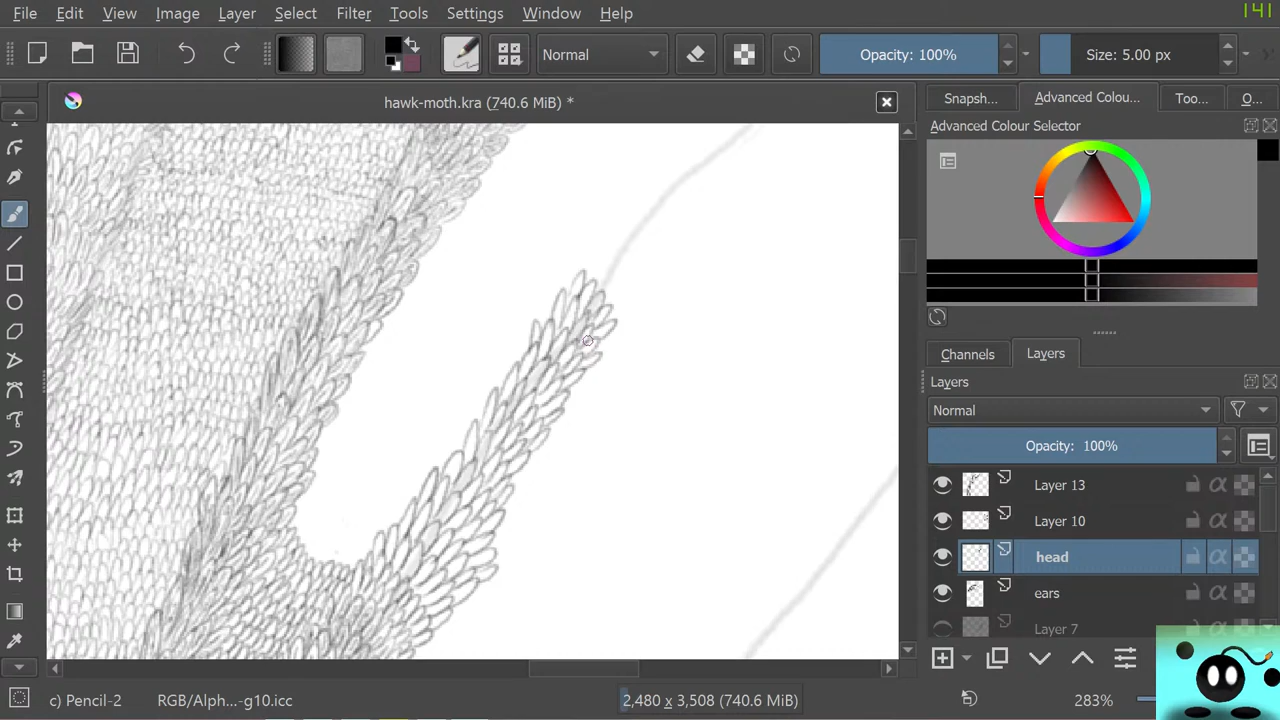 File Edit View Image Layer Select Filter Tools Settings Window Help
141
Normal Opacity: 100% Size: 5.00 px
hawk-moth.kra (740.6 MiB) *
Snapsh... Advanced Colou... Too... O...
Advanced Colour Selector
Channels Layers
Layers
Normal
Opacity: 100%
Layer 13
Layer 10
head
ears
Layer 7
c) Pencil-2 RGB/Alph...-g10.icc 2,480 x 3,508 (740.6 MiB) 283%